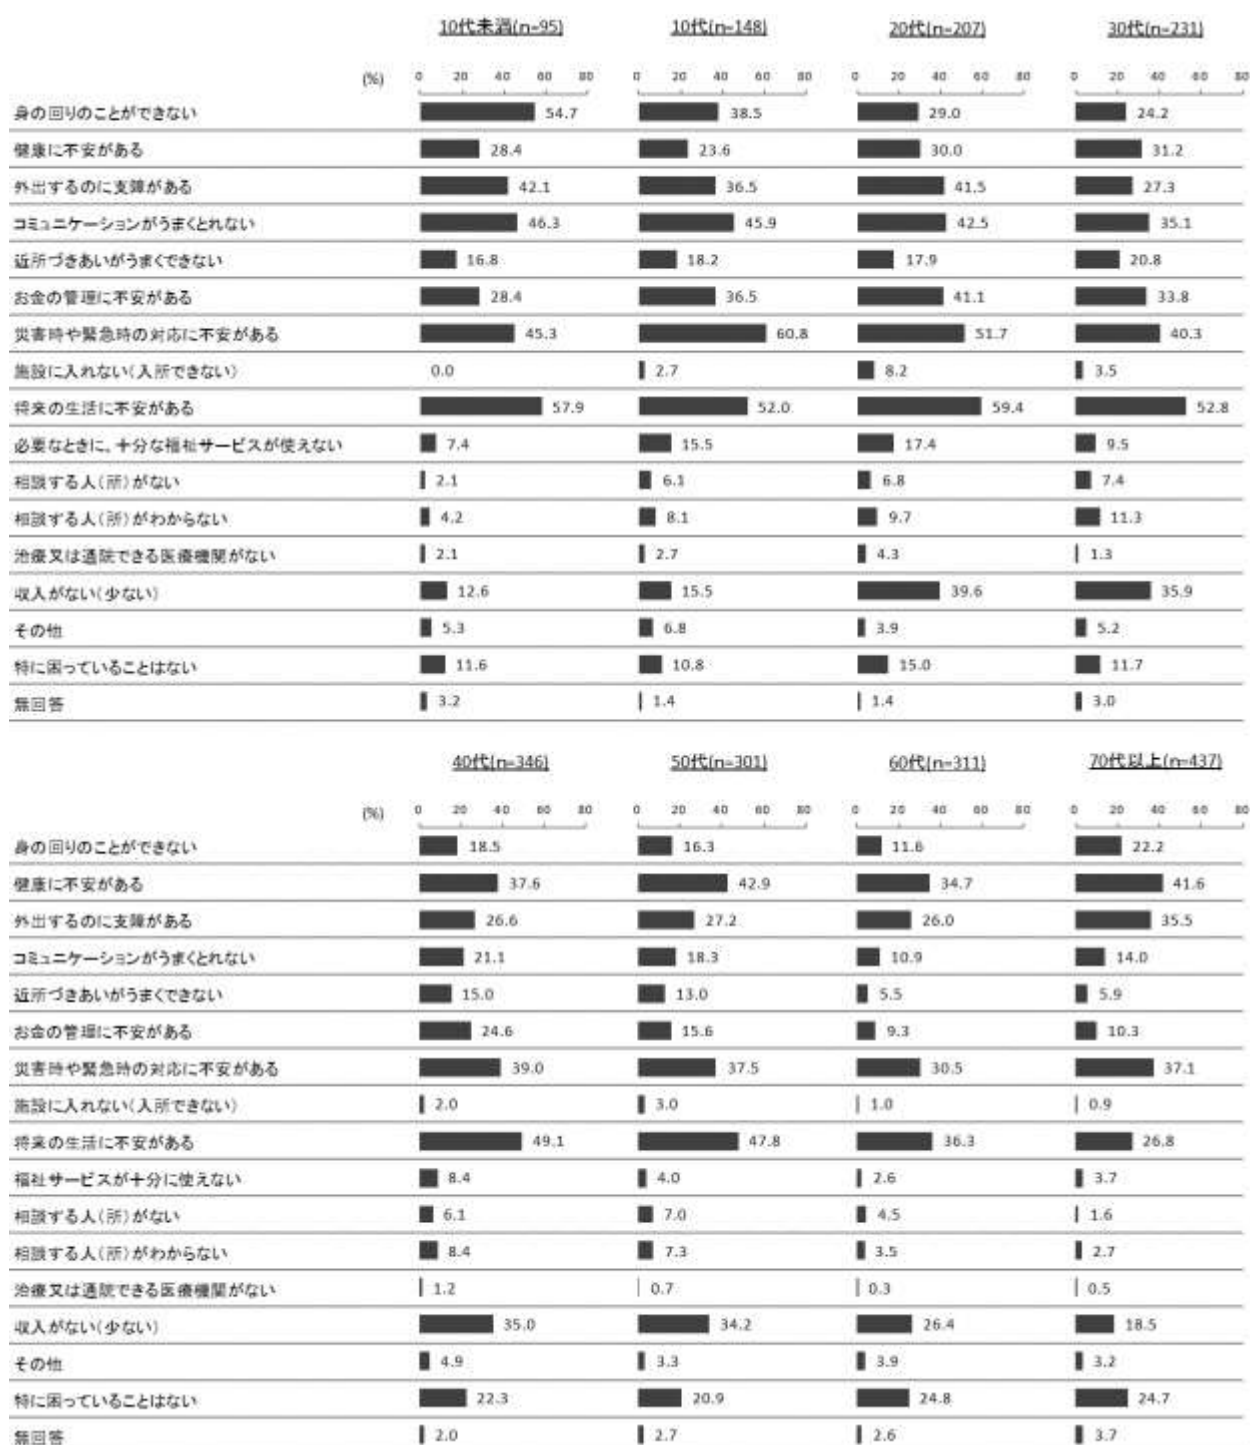 10代未満(n=95) 10代(n=148) 20代(n=207) 30代(n=231)
(%) 0 20 40 60 80 0 20 40 60 80 0 20 40 60 80 0 20 40 60 80
身の回りのことができない 54.7 38.5 29.0 24.2
健康に不安がある 28.4 23.6 30.0 31.2
外出するのに支障がある 42.1 36.5 41.5 27.3
コミュニケーションがうまくとれない 46.3 45.9 42.5 35.1
近所づきあいがうまくできない 16.8 18.2 17.9 20.8
お金の管理に不安がある 28.4 36.5 41.1 33.8
災害時や緊急時の対応に不安がある 45.3 60.8 51.7 40.3
施設に入れない(入所できない) 0.0 2.7 8.2 3.5
将来の生活に不安がある 57.9 52.0 59.4 52.8
必要なときに、十分な福祉サービスが使えない 7.4 15.5 17.4 9.5
相談する人(所)がない 2.1 6.1 6.8 7.4
相談する人(所)がわからない 4.2 8.1 9.7 11.3
治療又は通院できる医療機関がない 2.1 2.7 4.3 1.3
収入がない(少ない) 12.6 15.5 39.6 35.9
その他 5.3 6.8 3.9 5.2
特に困っていることはない 11.6 10.8 15.0 11.7
無回答 3.2 1.4 1.4 3.0
40代(n=346) 50代(n=301) 60代(n=311) 70代以上(n=437)
(%) 0 20 40 60 80 0 20 40 60 80 0 20 40 60 80 0 20 40 60 80
身の回りのことができない 18.5 16.3 11.6 22.2
健康に不安がある 37.6 42.9 34.7 41.6
外出するのに支障がある 26.6 27.2 26.0 35.5
コミュニケーションがうまくとれない 21.1 18.3 10.9 14.0
近所づきあいがうまくできない 15.0 13.0 5.5 5.9
お金の管理に不安がある 24.6 15.6 9.3 10.3
災害時や緊急時の対応に不安がある 39.0 37.5 30.5 37.1
施設に入れない(入所できない) 2.0 3.0 1.0 0.9
将来の生活に不安がある 49.1 47.8 36.3 26.8
福祉サービスが十分に使えない 8.4 4.0 2.6 3.7
相談する人(所)がない 6.1 7.0 4.5 1.6
相談する人(所)がわからない 8.4 7.3 3.5 2.7
治療又は通院できる医療機関がない 1.2 0.7 0.3 0.5
収入がない(少ない) 35.0 34.2 26.4 18.5
その他 4.9 3.3 3.9 3.2
特に困っていることはない 22.3 20.9 24.8 24.7
無回答 2.0 2.7 2.6 3.7